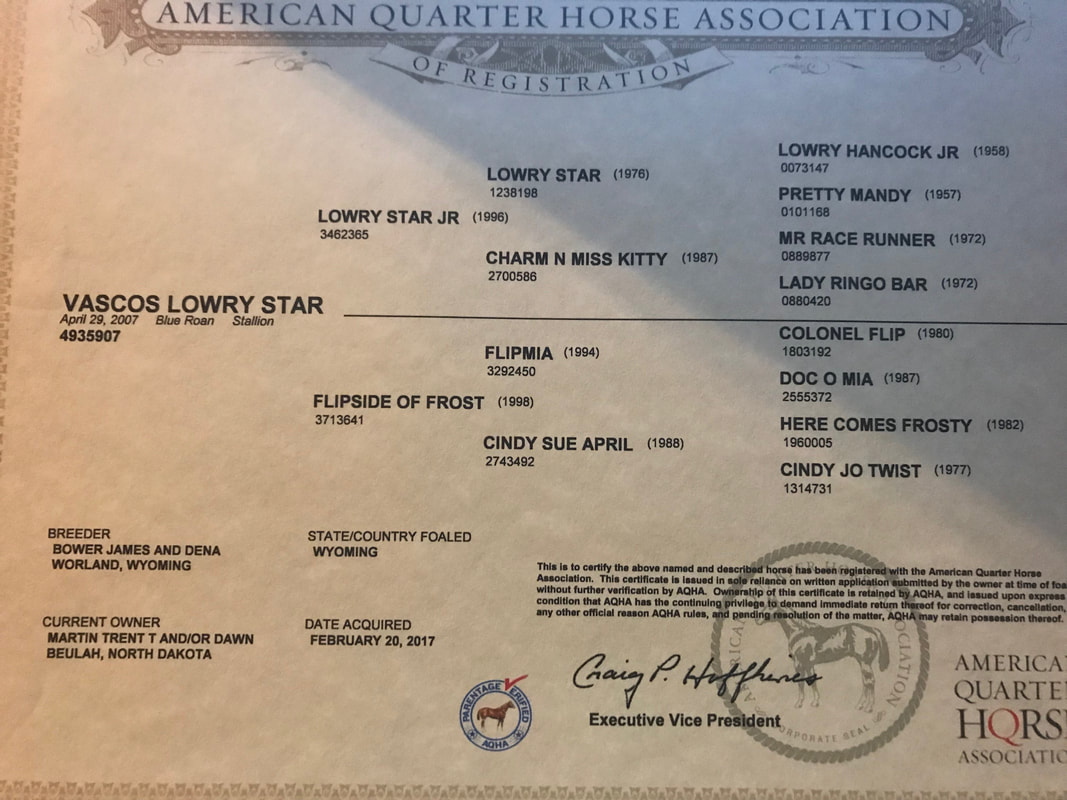 AMERICAN QUARTER HORSE ASSOCIATION
OF REGISTRATION
LOWRY HANCOCK JR (1958)
0073147
LOWRY STAR (1976)
1238198
PRETTY MANDY (1957)
0101168
LOWRY STAR JR (1996)
3462365
MR RACE RUNNER (1972)
0889877
CHARM N MISS KITTY (1987)
2700586
LADY RINGO BAR (1972)
0880420
VASCOS LOWRY STAR
April 29, 2007 Blue Roan Stallion
4935907
COLONEL FLIP (1980)
1803192
FLIPMIA (1994)
3292450
DOC O MIA (1987)
2555372
FLIPSIDE OF FROST (1998)
3713641
HERE COMES FROSTY (1982)
1960005
CINDY SUE APRIL (1988)
2743492
CINDY JO TWIST (1977)
1314731
BREEDER
BOWER JAMES AND DENA
WORLAND, WYOMING
STATE/COUNTRY FOALED
WYOMING
CURRENT OWNER
MARTIN TRENT T AND/OR DAWN
BEULAH, NORTH DAKOTA
DATE ACQUIRED
FEBRUARY 20, 2017
This is to certify the above named and described horse has been registered with the American Quarter Horse
Association. This certificate is issued in sole reliance on written application submitted by the owner at time of foa
without further verification by AQHA. Ownership of this certificate is retained by AQHA, and issued upon express
condition that AQHA has the continuing privilege to demand immediate return thereof for correction, cancellation,
any other official reason AQHA rules, and pending resolution of the matter, AQHA may retain possession thereof.
Craig P. Huffhines
Executive Vice President
PARENTAGE VERIFIED
AQHA
CORPORATE SEAL
AMERICA
QUARTE
HORS
ASSOCIATIO